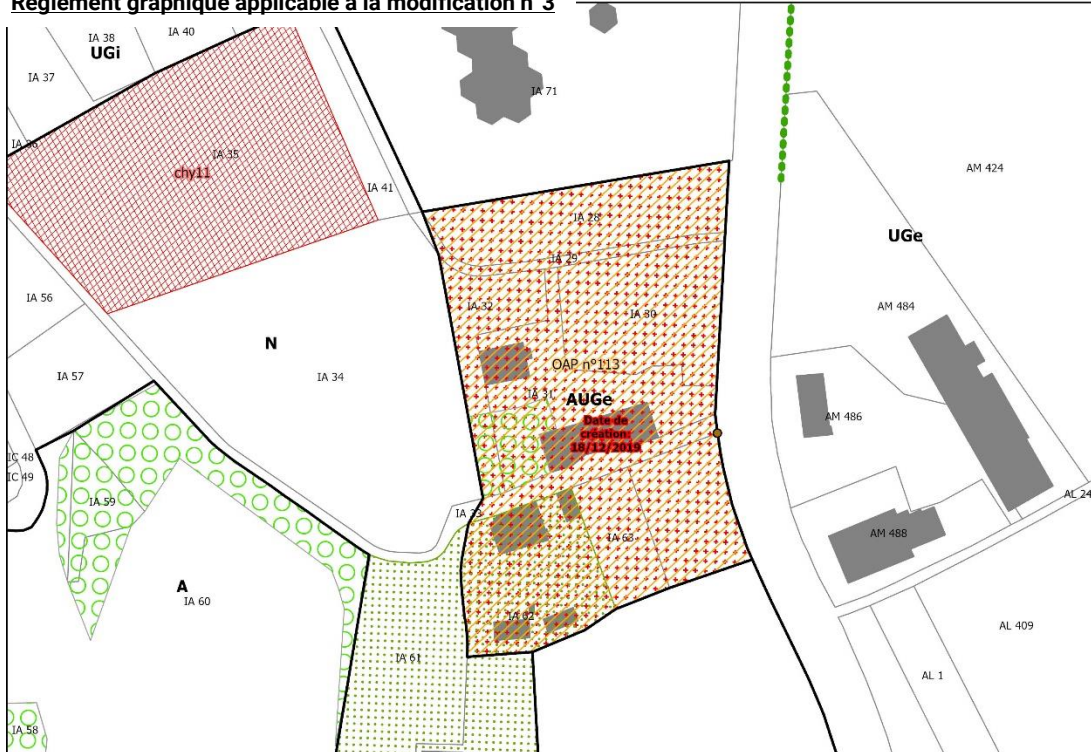 Règlement graphique applicable à la modification n°3
IA 38
IA 40
UGi
IA 37
IA 71
IA 36
IA 35
chy11
AM 424
IA 41
IA 28
UGe
IA 29
IA 56
IA 32
IA 30
AM 484
N
OAP n°113
IA 57
IA 34
IA 31
AUGe
AM 486
Date de
création:
18/12/2019
IC 48
IC 49
AL 24
IA 59
IA 33
AM 488
IA 63
A
IA 60
IA 62
AL 409
IA 61
AL 1
IA 58